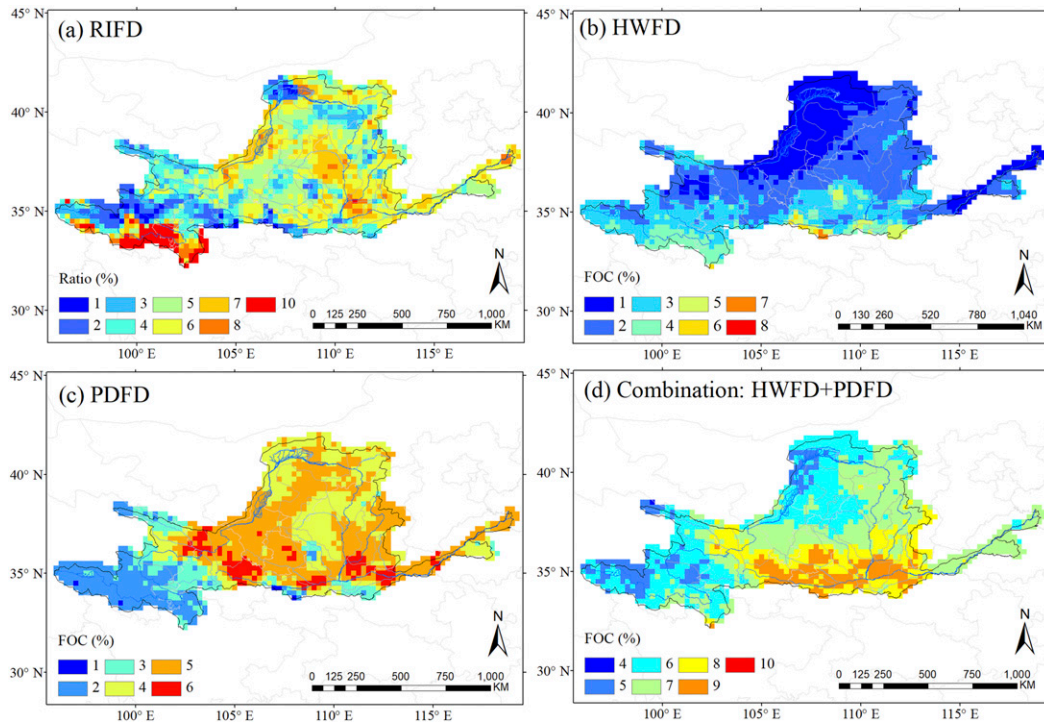 45° N
(a) RIFD
40° N
35° N
30° N
Ratio (%)
1 3 5 7 10
2 4 6 8
N
0 125 250 500 750 1,000
KM
100° E 105° E 110° E 115° E
45° N
(b) HWFD
40° N
35° N
30° N
FOC (%)
1 3 5 7
2 4 6 8
N
0 130 260 520 780 1,040
KM
100° E 105° E 110° E 115° E
45° N
(c) PDFD
40° N
35° N
30° N
FOC (%)
1 3 5
2 4 6
N
0 125 250 500 750 1,000
KM
100° E 105° E 110° E 115° E
45° N
(d) Combination: HWFD+PDFD
40° N
35° N
30° N
FOC (%)
4 6 8 10
5 7 9
N
0 125 250 500 750 1,000
KM
100° E 105° E 110° E 115° E